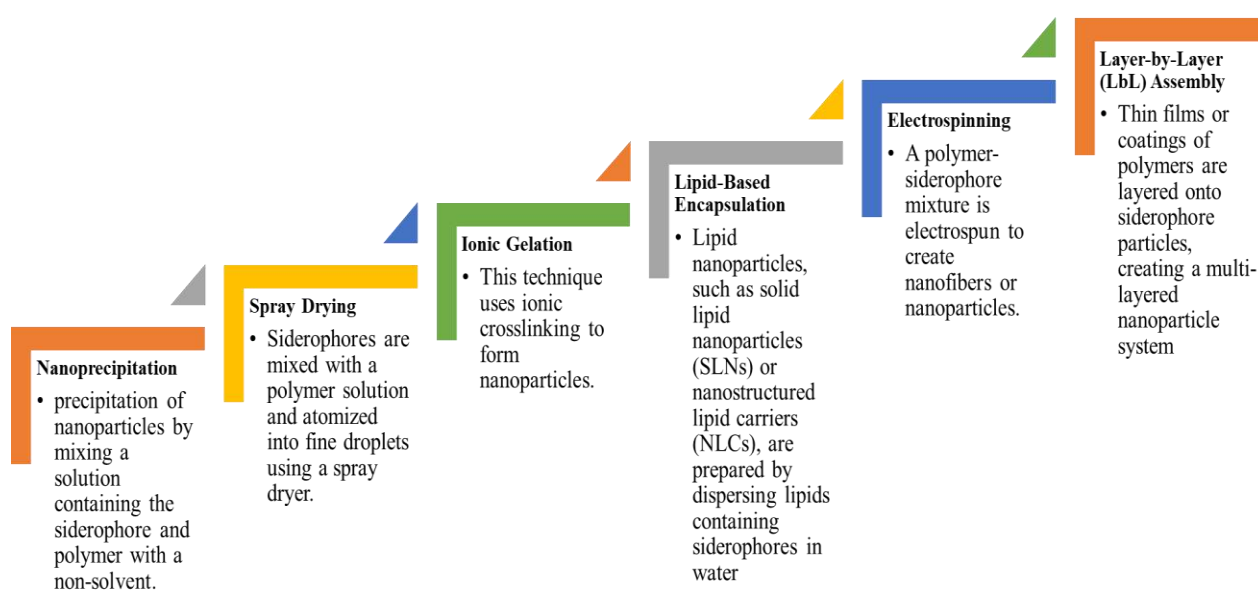 Nanoprecipitation
• precipitation of
nanoparticles by
mixing a
solution
containing the
siderophore and
polymer with a
non-solvent.
Spray Drying
• Siderophores are
mixed with a
polymer solution
and atomized
into fine droplets
using a spray
dryer.
Ionic Gelation
• This technique
uses ionic
crosslinking to
form
nanoparticles.
Lipid-Based
Encapsulation
• Lipid
nanoparticles,
such as solid
lipid
nanoparticles
(SLNs) or
nanostructured
lipid carriers
(NLCs), are
prepared by
dispersing lipids
containing
siderophores in
water
Electrospinning
• A polymer-
siderophore
mixture is
electrospun to
create
nanofibers or
nanoparticles.
Layer-by-Layer
(LbL) Assembly
• Thin films or
coatings of
polymers are
layered onto
siderophore
particles,
creating a multi-
layered
nanoparticle
system